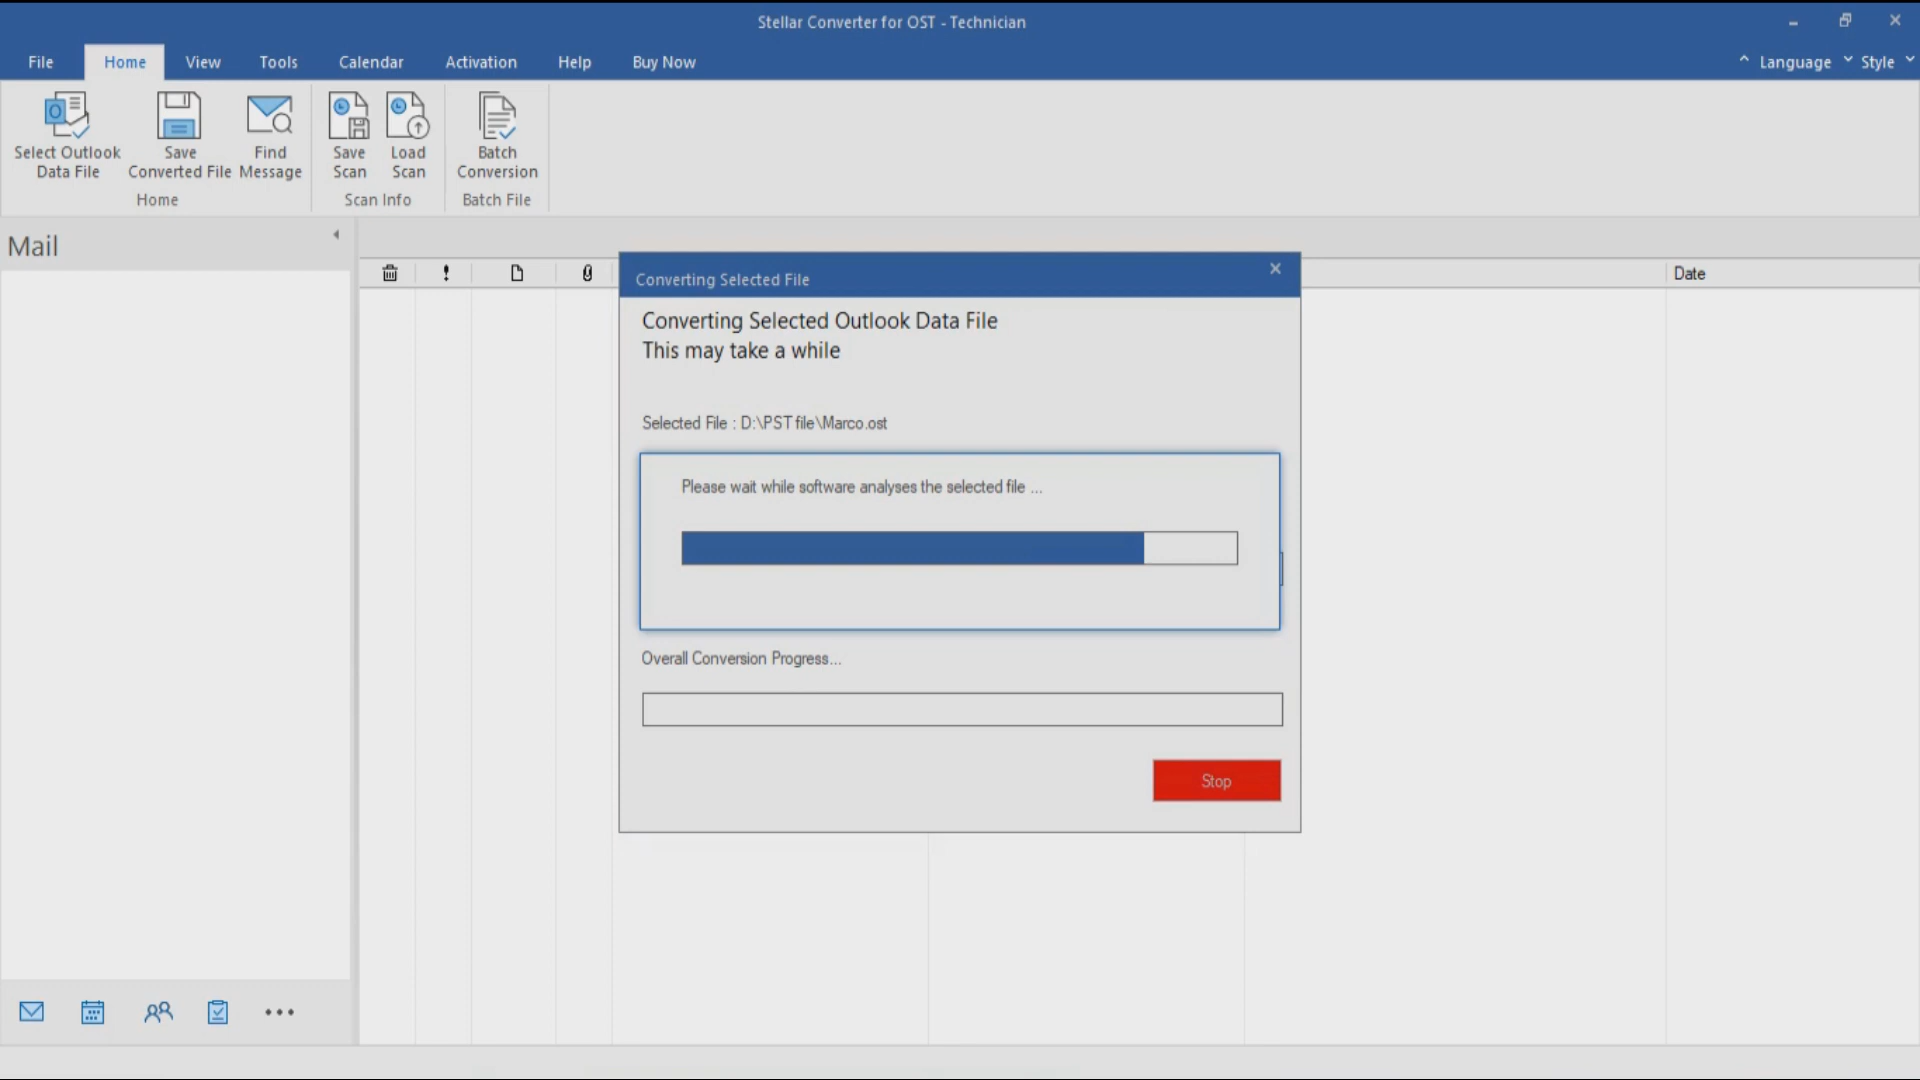 Stellar Converter for OST - Technician
File Home View Tools Calendar Activation Help Buy Now Language Style
Select Outlook Data File
Save Converted File
Find Message
Save Scan
Load Scan
Batch Conversion
Home Scan Info Batch File
Mail
Date
Converting Selected File
Converting Selected Outlook Data File
This may take a while
Selected File : D:\PST file\Marco.ost
Please wait while software analyses the selected file ...
Overall Conversion Progress...
Stop